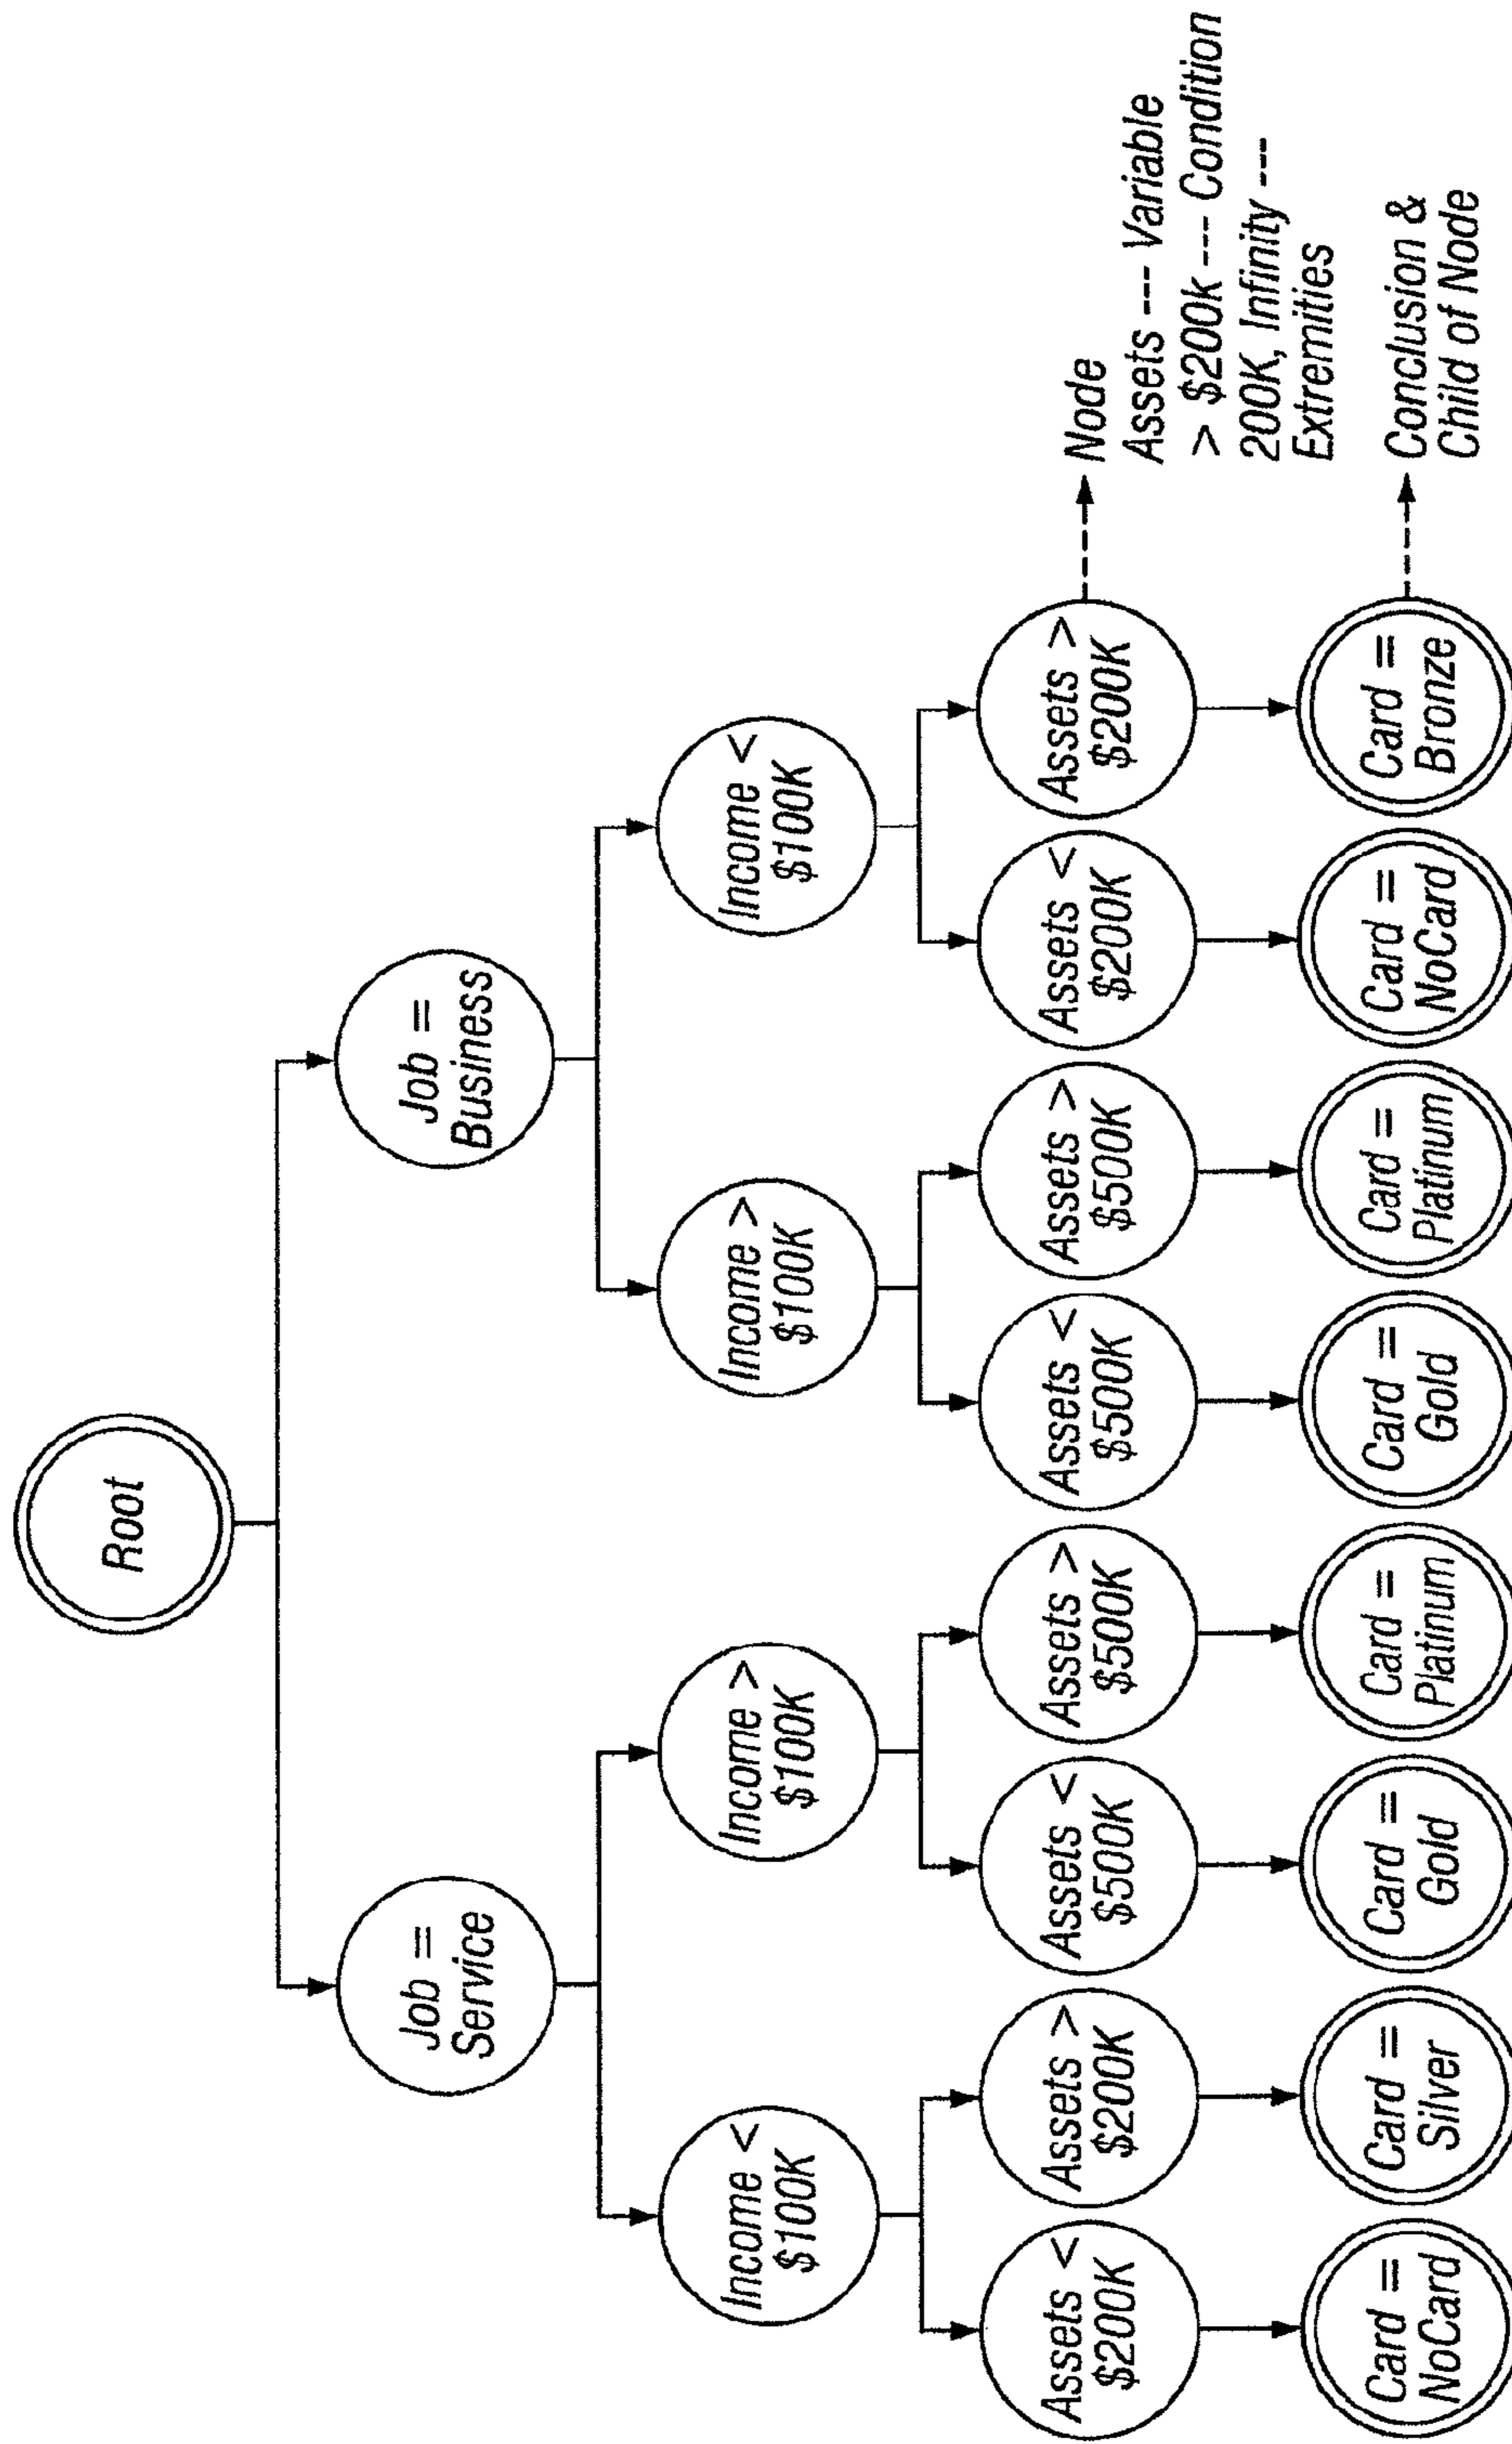 Root
Job =
Service
Job =
Business
Income <
$100K
Income >
$100K
Income >
$100K
Income <
$100K
Assets <
$200K
Assets >
$200K
Assets <
$500K
Assets >
$500K
Assets <
$500K
Assets >
$500K
Assets <
$200K
Assets >
$200K
Node
Assets --- Variable
> $200k --- Condition
200K, Infinity ---
Extremities
Card =
NoCard
Card =
Silver
Card =
Gold
Card =
Platinum
Card =
Gold
Card =
Platinum
Card =
NoCard
Card =
Bronze
Conclusion &
Child of Node